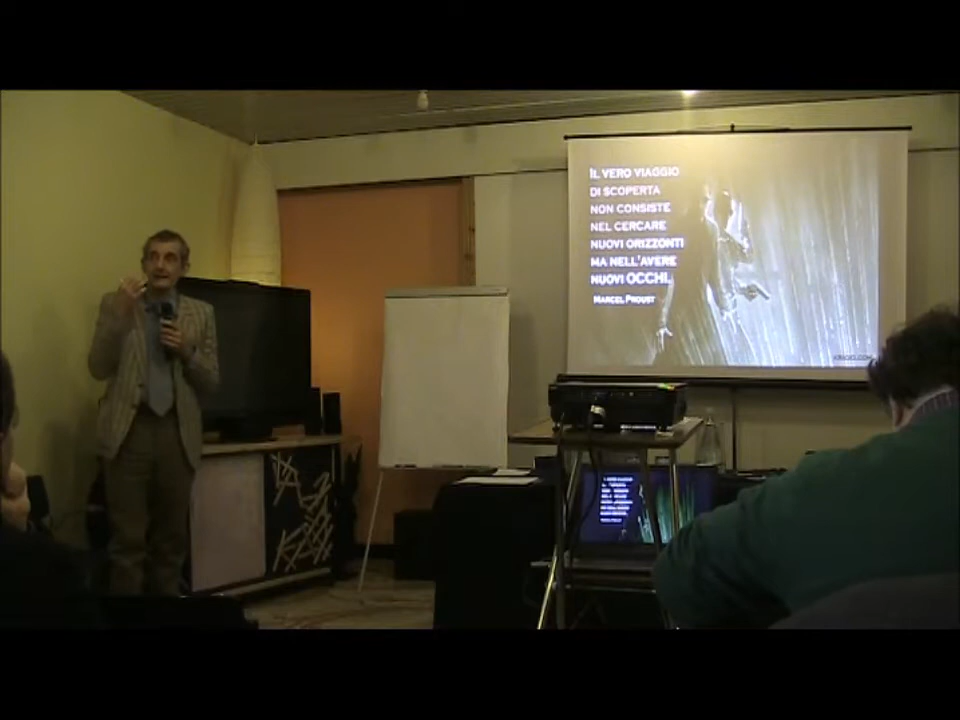 IL VERO VIAGGIO
DI SCOPERTA
NON CONSISTE
NEL CERCARE
NUOVI ORIZZONTI
MA NELL'AVERE
NUOVI OCCHI.
MARCEL PROUST